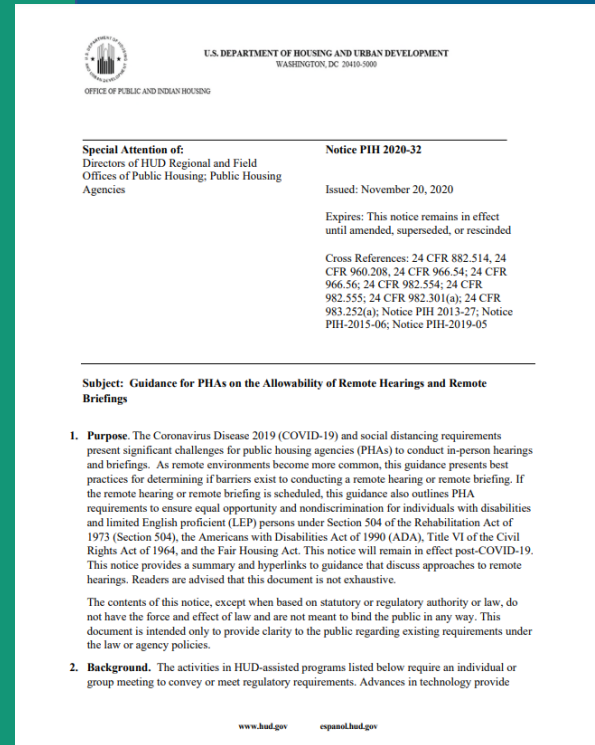 U.S. DEPARTMENT OF HOUSING AND URBAN DEVELOPMENT
WASHINGTON, DC 20410-5000
OFFICE OF PUBLIC AND INDIAN HOUSING
Special Attention of:
Directors of HUD Regional and Field
Offices of Public Housing; Public Housing
Agencies
Notice PIH 2020-32
Issued: November 20, 2020
Expires: This notice remains in effect
until amended, superseded, or rescinded
Cross References: 24 CFR 882.514, 24
CFR 960.208, 24 CFR 966.54; 24 CFR
966.56; 24 CFR 982.554; 24 CFR
982.555; 24 CFR 982.301(a); 24 CFR
983.252(a); Notice PIH 2013-27; Notice
PIH-2015-06; Notice PIH-2019-05
Subject: Guidance for PHAs on the Allowability of Remote Hearings and Remote
Briefings
1. Purpose. The Coronavirus Disease 2019 (COVID-19) and social distancing requirements
present significant challenges for public housing agencies (PHAs) to conduct in-person hearings
and briefings. As remote environments become more common, this guidance presents best
practices for determining if barriers exist to conducting a remote hearing or remote briefing. If
the remote hearing or remote briefing is scheduled, this guidance also outlines PHA
requirements to ensure equal opportunity and nondiscrimination for individuals with disabilities
and limited English proficient (LEP) persons under Section 504 of the Rehabilitation Act of
1973 (Section 504), the Americans with Disabilities Act of 1990 (ADA), Title VI of the Civil
Rights Act of 1964, and the Fair Housing Act. This notice will remain in effect post-COVID-19.
This notice provides a summary and hyperlinks to guidance that discuss approaches to remote
hearings. Readers are advised that this document is not exhaustive.
The contents of this notice, except when based on statutory or regulatory authority or law, do
not have the force and effect of law and are not meant to bind the public in any way. This
document is intended only to provide clarity to the public regarding existing requirements under
the law or agency policies.
2. Background. The activities in HUD-assisted programs listed below require an individual or
group meeting to convey or meet regulatory requirements. Advances in technology provide
www.hud.gov espanol.hud.gov